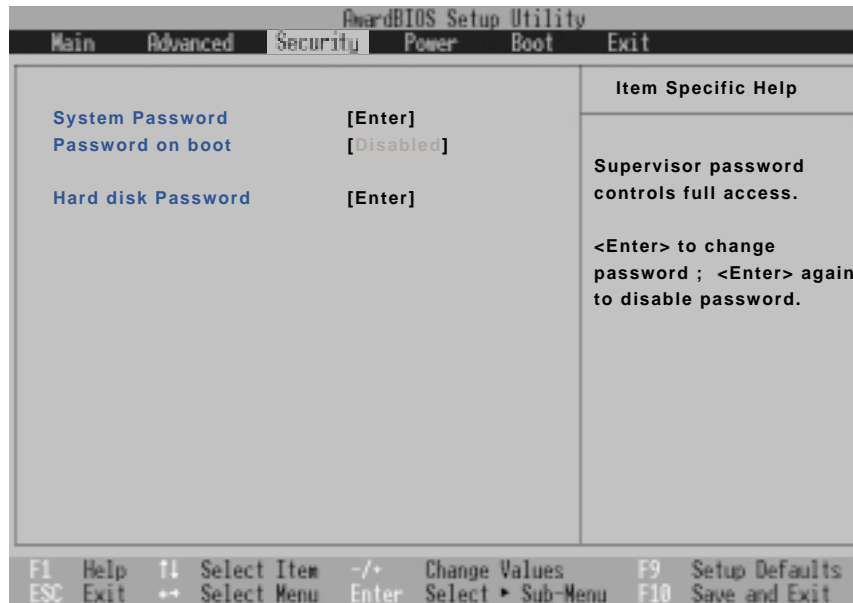 AwardBIOS Setup Utility
Main Advanced Security Power Boot Exit
Item Specific Help
System Password [Enter]
Password on boot [Disabled]
Hard disk Password [Enter]
Supervisor password
controls full access.
<Enter> to change
password ; <Enter> again
to disable password.
F1 Help ↑↓ Select Item -/+ Change Values F9 Setup Defaults
ESC Exit ←→ Select Menu Enter Select ▸ Sub-Menu F10 Save and Exit